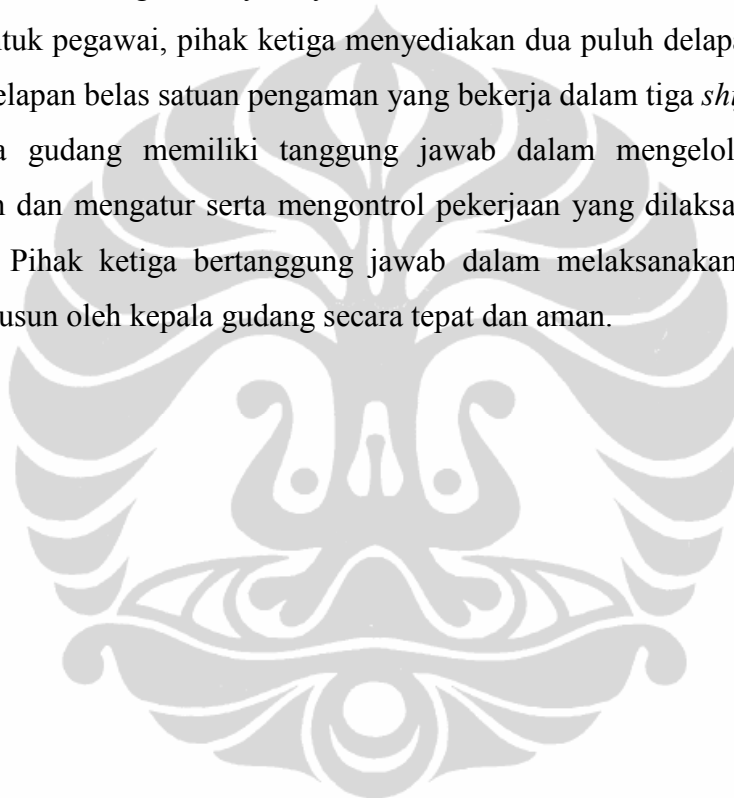 tuk pegawai, pihak ketiga menyediakan dua puluh delapa
elapan belas satuan pengaman yang bekerja dalam tiga shi
a gudang memiliki tanggung jawab dalam mengelol
n dan mengatur serta mengontrol pekerjaan yang dilaksa
Pihak ketiga bertanggung jawab dalam melaksanakan
usun oleh kepala gudang secara tepat dan aman.